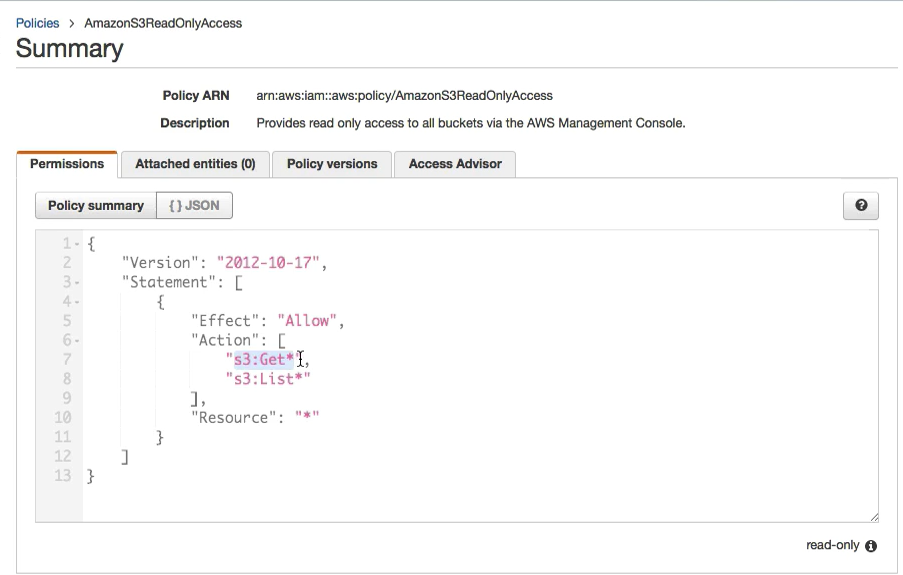 Policies > AmazonS3ReadOnlyAccess
Summary
Policy ARN arn:aws:iam::aws:policy/AmazonS3ReadOnlyAccess
Description Provides read only access to all buckets via the AWS Management Console.
Permissions Attached entities (0) Policy versions Access Advisor
Policy summary { } JSON ?
1 - {
2 "Version": "2012-10-17",
3 - "Statement": [
4 - {
5 "Effect": "Allow",
6 - "Action": [
7 "s3:Get*",
8 "s3:List*"
9 ],
10 "Resource": "*"
11 }
12 ]
13 }
read-only i